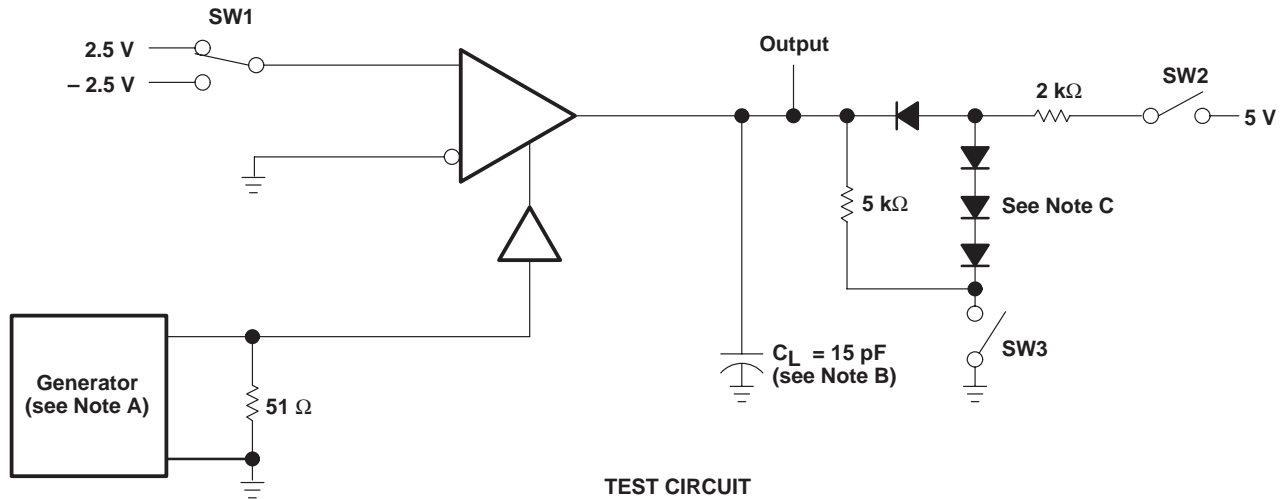 SW1
2.5 V
– 2.5 V
Output
SW2
2 kΩ
5 V
5 kΩ
See Note C
SW3
CL = 15 pF
(see Note B)
Generator
(see Note A)
51 Ω
TEST CIRCUIT